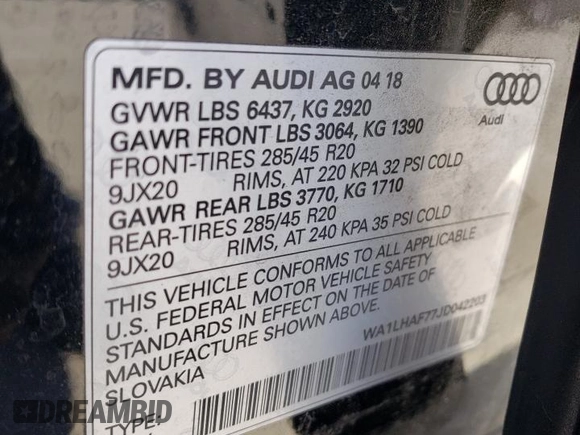 MFD. BY AUDI AG 04 18
GVWR LBS 6437, KG 2920
GAWR FRONT LBS 3064, KG 1390
FRONT-TIRES 285/45 R20
9JX20 RIMS, AT 220 KPA 32 PSI COLD
GAWR REAR LBS 3770, KG 1710
REAR-TIRES 285/45 R20
9JX20 RIMS, AT 240 KPA 35 PSI COLD
Audi
THIS VEHICLE CONFORMS TO ALL APPLICABLE
U.S. FEDERAL MOTOR VEHICLE SAFETY
STANDARDS IN EFFECT ON THE DATE OF
MANUFACTURE SHOWN ABOVE.
SLOVAKIA
WA1LHAF77JD042203
TYPE:
DREAMBID